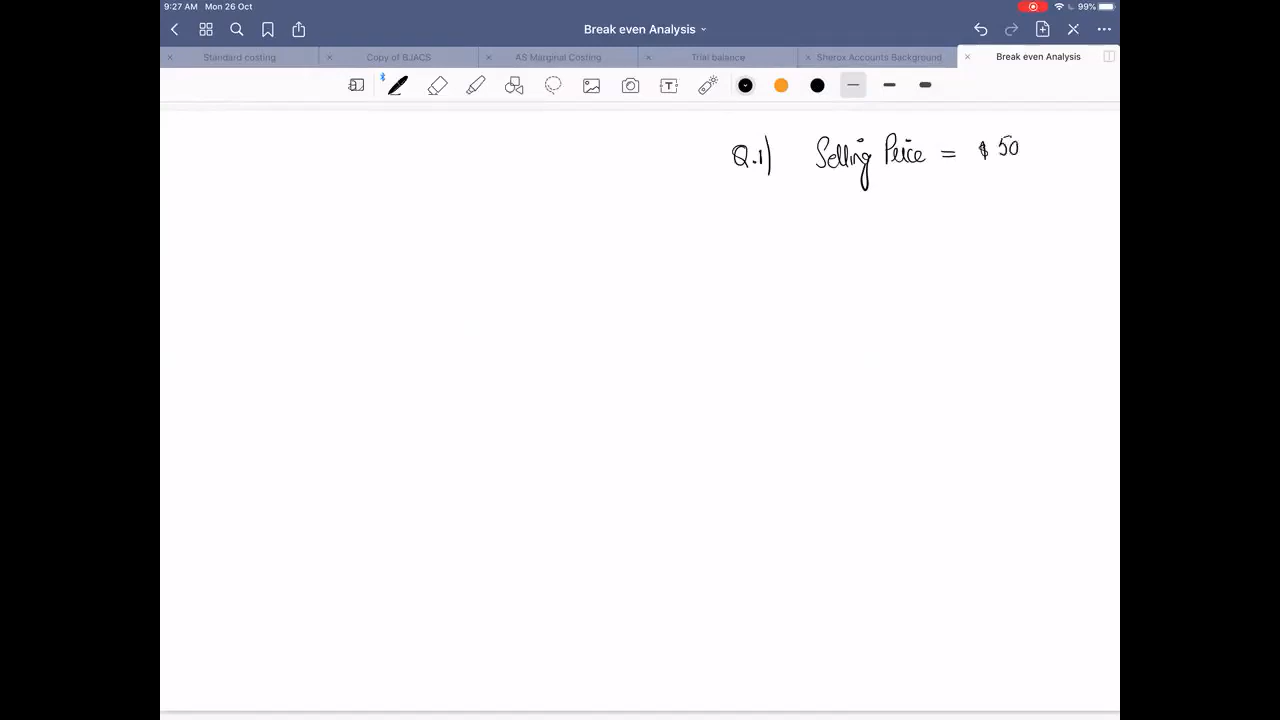 9:27 AM Mon 26 Oct 99%
Break even Analysis
Standard costing Copy of BJACS AS Marginal Costing Trial balance Sherox Accounts Background Break even Analysis
T
Q.1) Selling Price = $ 50